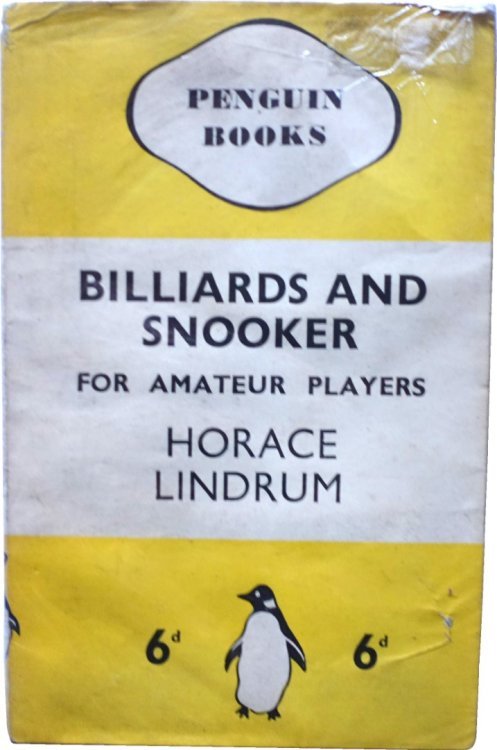 PENGUIN
BOOKS
BILLIARDS AND
SNOOKER
FOR AMATEUR PLAYERS
HORACE
LINDRUM
6d 6d